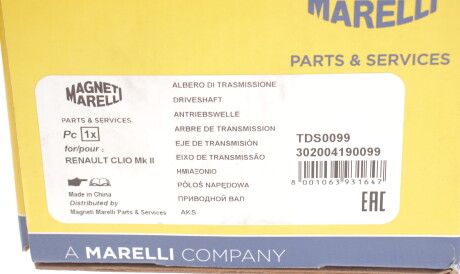 MARELLI
PARTS & SERVICES
MAGNETI
MARELLI
PARTS & SERVICES
Pc 1x
for/pour :
RENAULT CLIO Mk II
Made in China
Distributed by
Magneti Marelli Parts & Services
ALBERO DI TRASMISSIONE
DRIVESHAFT
ANTRIEBSWELLE
ARBRE DE TRANSMISSION
EJE DE TRANSMISIÓN
EIXO DE TRANSMISSÃO
ΗΜΙΑΞΟΝΙΟ
PÓŁOŚ NAPĘDOWA
ПРИВОДНОЙ ВАЛ
AKS
TDS0099
302004190099
8 001063 931647
EAC
A MARELLI COMPANY